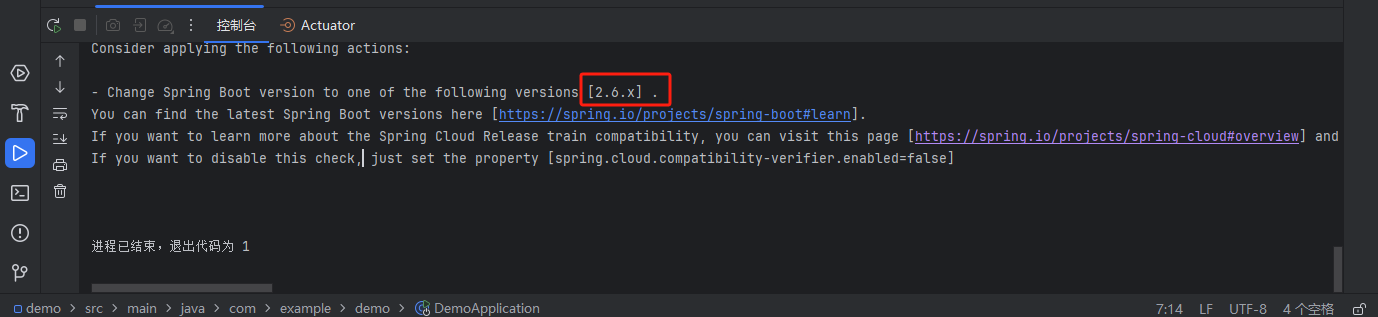 控制台 Actuator
Consider applying the following actions:
- Change Spring Boot version to one of the following versions [2.6.x] .
You can find the latest Spring Boot versions here [https://spring.io/projects/spring-boot#learn].
If you want to learn more about the Spring Cloud Release train compatibility, you can visit this page [https://spring.io/projects/spring-cloud#overview] and
If you want to disable this check, just set the property [spring.cloud.compatibility-verifier.enabled=false]
进程已结束，退出代码为 1
demo > src > main > java > com > example > demo > DemoApplication 7:14 LF UTF-8 4 个空格